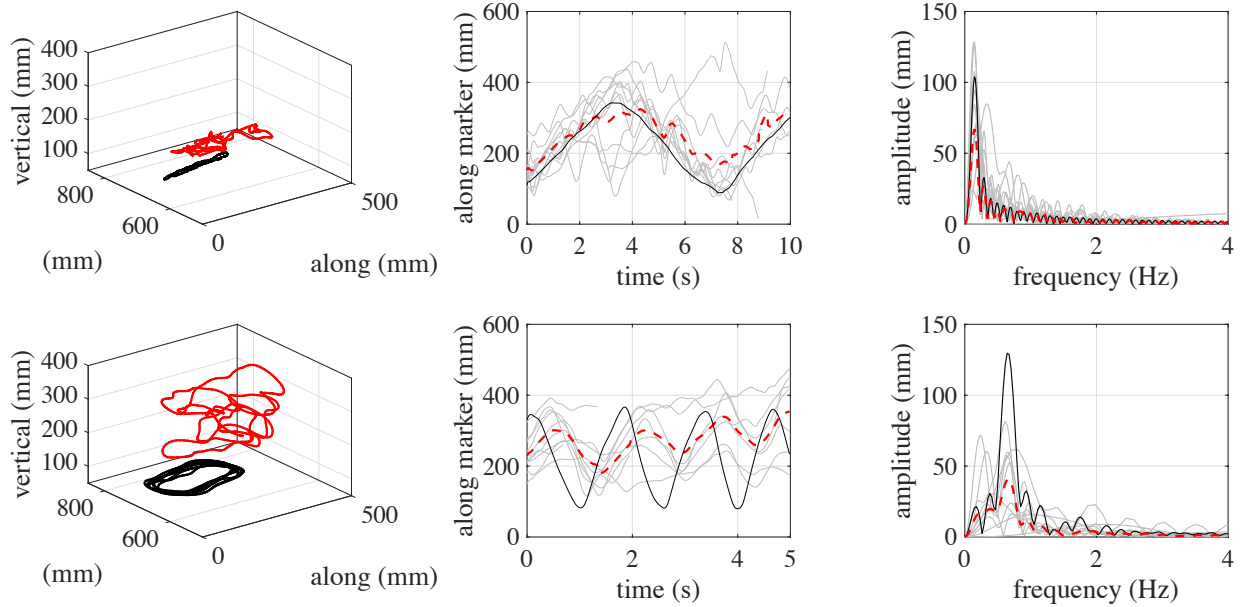 400
300
200
100
vertical (mm)
800
600
(mm)
0
500
along (mm)
600
400
200
0
along marker (mm)
0 2 4 6 8 10
time (s)
150
100
50
0
amplitude (mm)
0 2 4
frequency (Hz)
400
300
200
100
vertical (mm)
800
600
(mm)
0
500
along (mm)
600
400
200
0
along marker (mm)
0 2 4 5
time (s)
150
100
50
0
amplitude (mm)
0 2 4
frequency (Hz)